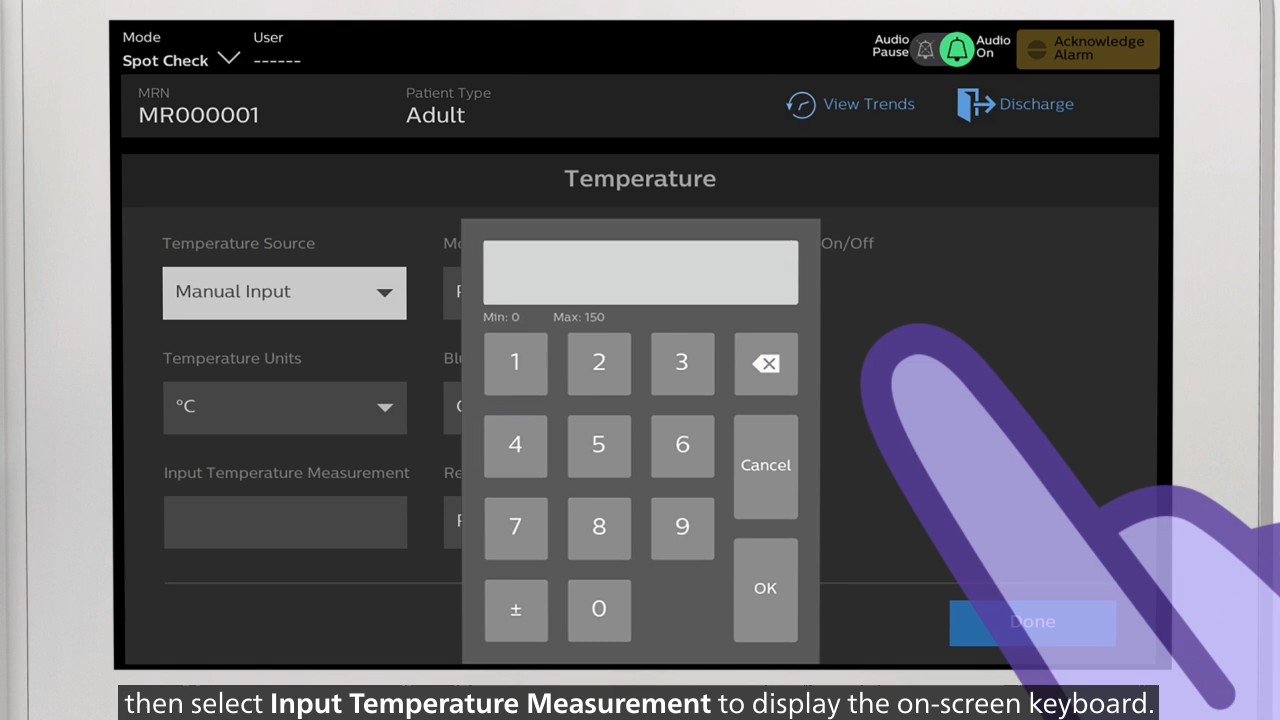 Mode
User
Spot Check
------
Audio Pause
Audio On
Acknowledge Alarm
MRN
Patient Type
MR000001
Adult
View Trends
Discharge
Temperature
Temperature Source
Mo
On/Off
Manual Input
Min: 0
Max: 150
1
2
3
Temperature Units
°C
4
5
6
Cancel
Input Temperature Measurement
Re
7
8
9
OK
±
0
Done
then select Input Temperature Measurement to display the on-screen keyboard.